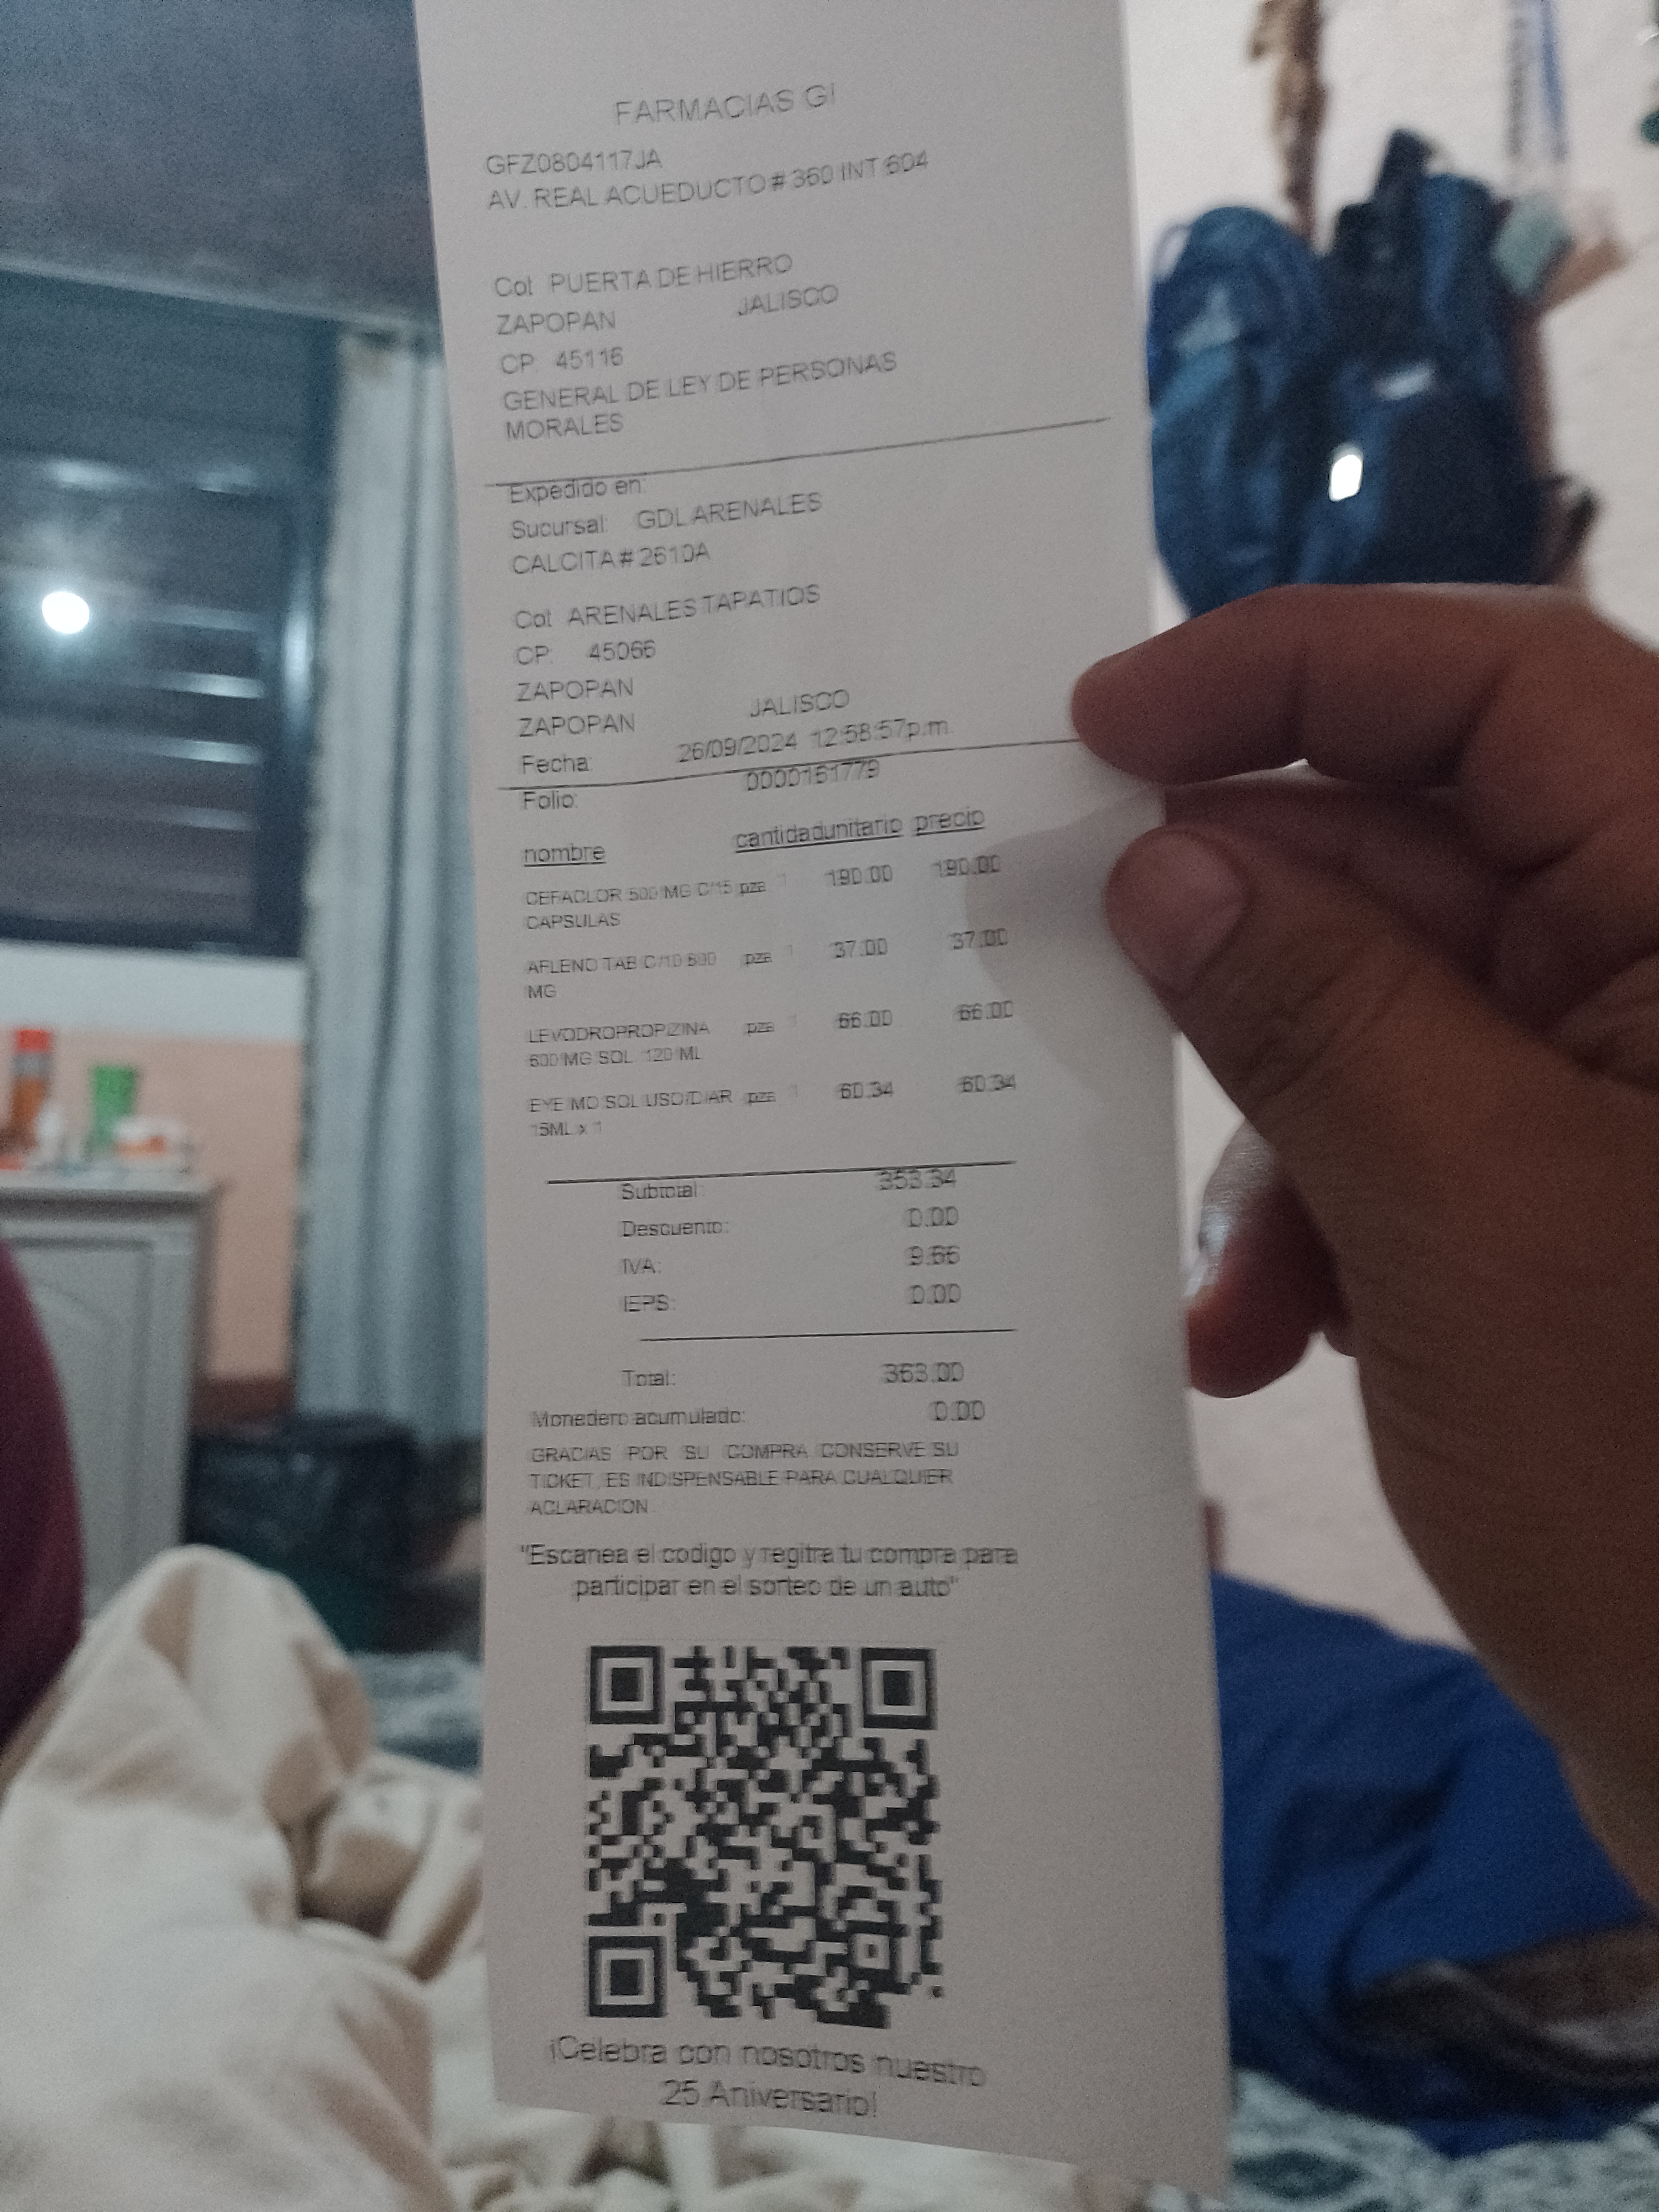 FARMACIAS GI
GFZ0804117JA
AV. REAL ACUEDUCTO # 360 INT 604
Col PUERTA DE HIERRO
ZAPOPAN JALISCO
CP: 45116
GENERAL DE LEY DE PERSONAS
MORALES
Expedido en:
Sucursal: GDL ARENALES
CALCITA # 2610A
Col ARENALES TAPATIOS
CP: 45066
ZAPOPAN
ZAPOPAN JALISCO
Fecha: 26/09/2024 12:58:57p.m.
Folio: 0000161779
nombre cantidad unitario precio
CEFACLOR 500 MG C/15 pza 1 190.00 190.00
CAPSULAS
AFLENO TAB C/10 600 pza 1 37.00 37.00
MG
LEVODROPROPIZINA pza 1 66.00 66.00
600 MG SOL 120 ML
EYE MO SOL USO/DIAR pza 1 60.34 60.34
15ML x 1
Subtotal: 353.34
Descuento: 0.00
IVA: 9.66
IEPS: 0.00
Total: 363.00
Monedero acumulado: 0.00
GRACIAS POR SU COMPRA CONSERVE SU
TICKET, ES INDISPENSABLE PARA CUALQUIER
ACLARACION
"Escanea el codigo y regitra tu compra para
participar en el sorteo de un auto"
¡Celebra con nosotros nuestro
25 Aniversario!